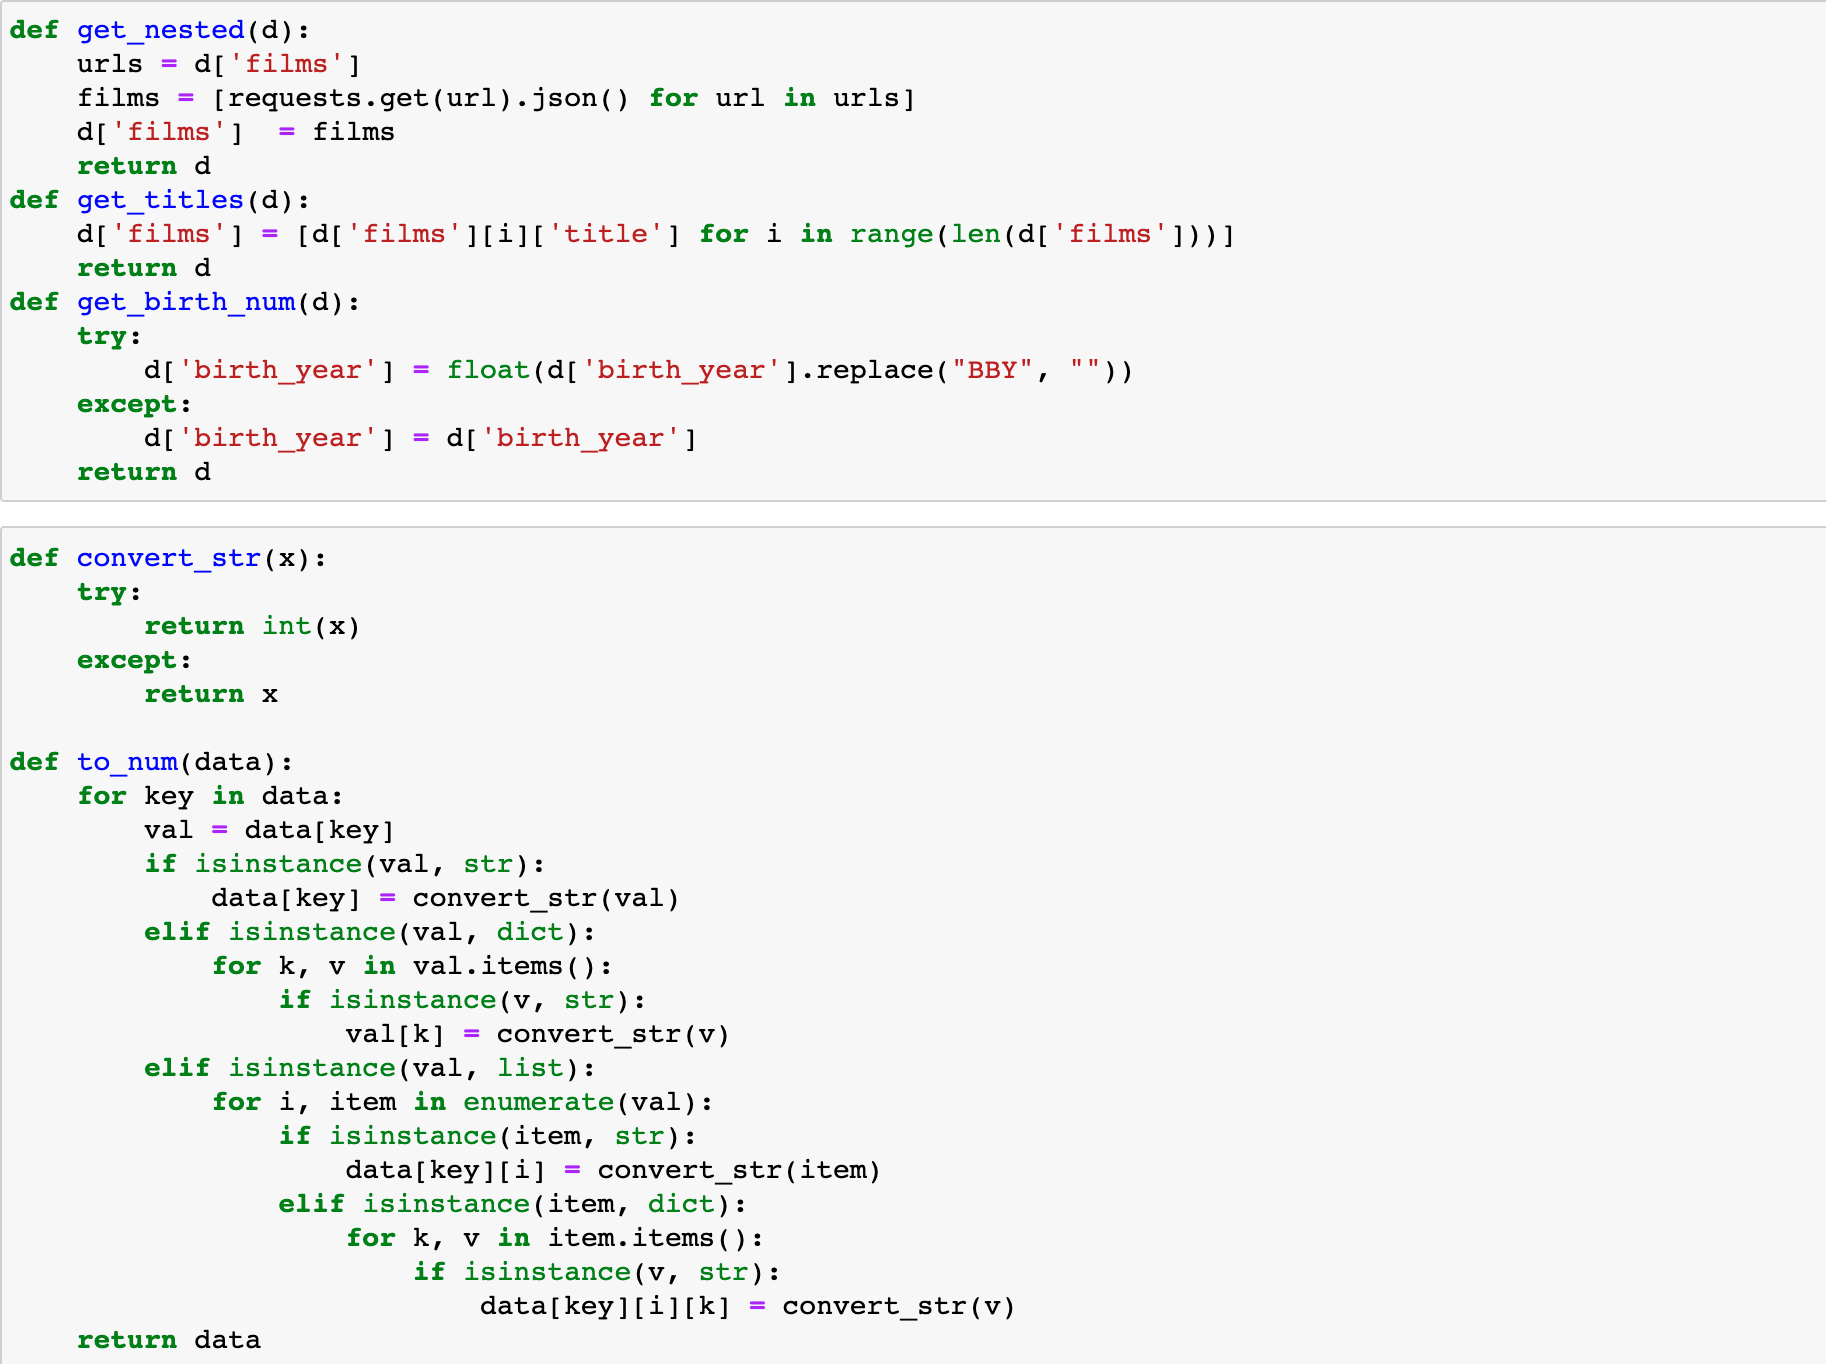 def get_nested(d):
    urls = d['films']
    films = [requests.get(url).json() for url in urls]
    d['films']  = films
    return d
def get_titles(d):
    d['films'] = [d['films'][i]['title'] for i in range(len(d['films']))]
    return d
def get_birth_num(d):
    try:
        d['birth_year'] = float(d['birth_year'].replace("BBY", ""))
    except:
        d['birth_year'] = d['birth_year']
    return d
def convert_str(x):
    try:
        return int(x)
    except:
        return x
def to_num(data):
    for key in data:
        val = data[key]
        if isinstance(val, str):
            data[key] = convert_str(val)
        elif isinstance(val, dict):
            for k, v in val.items():
                if isinstance(v, str):
                    val[k] = convert_str(v)
        elif isinstance(val, list):
            for i, item in enumerate(val):
                if isinstance(item, str):
                    data[key][i] = convert_str(item)
                elif isinstance(item, dict):
                    for k, v in item.items():
                        if isinstance(v, str):
                            data[key][i][k] = convert_str(v)
    return data